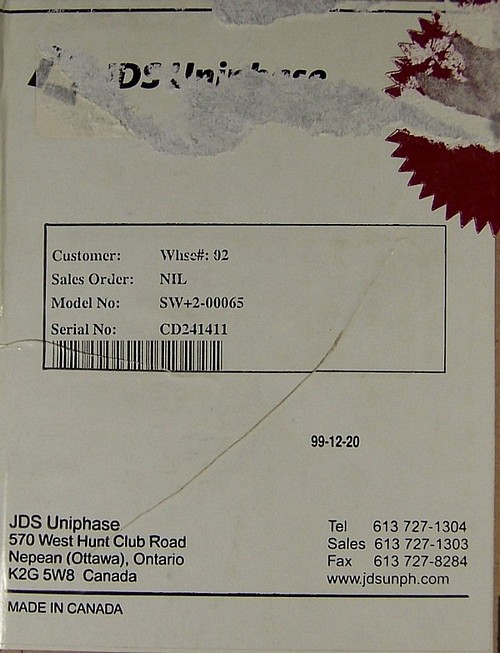 JDS Uniphase
Customer: Whse#: 92
Sales Order: NIL
Model No: SW+2-00065
Serial No: CD241411
99-12-20
JDS Uniphase
570 West Hunt Club Road
Nepean (Ottawa), Ontario
K2G 5W8 Canada
Tel 613 727-1304
Sales 613 727-1303
Fax 613 727-8284
www.jdsunph.com
MADE IN CANADA